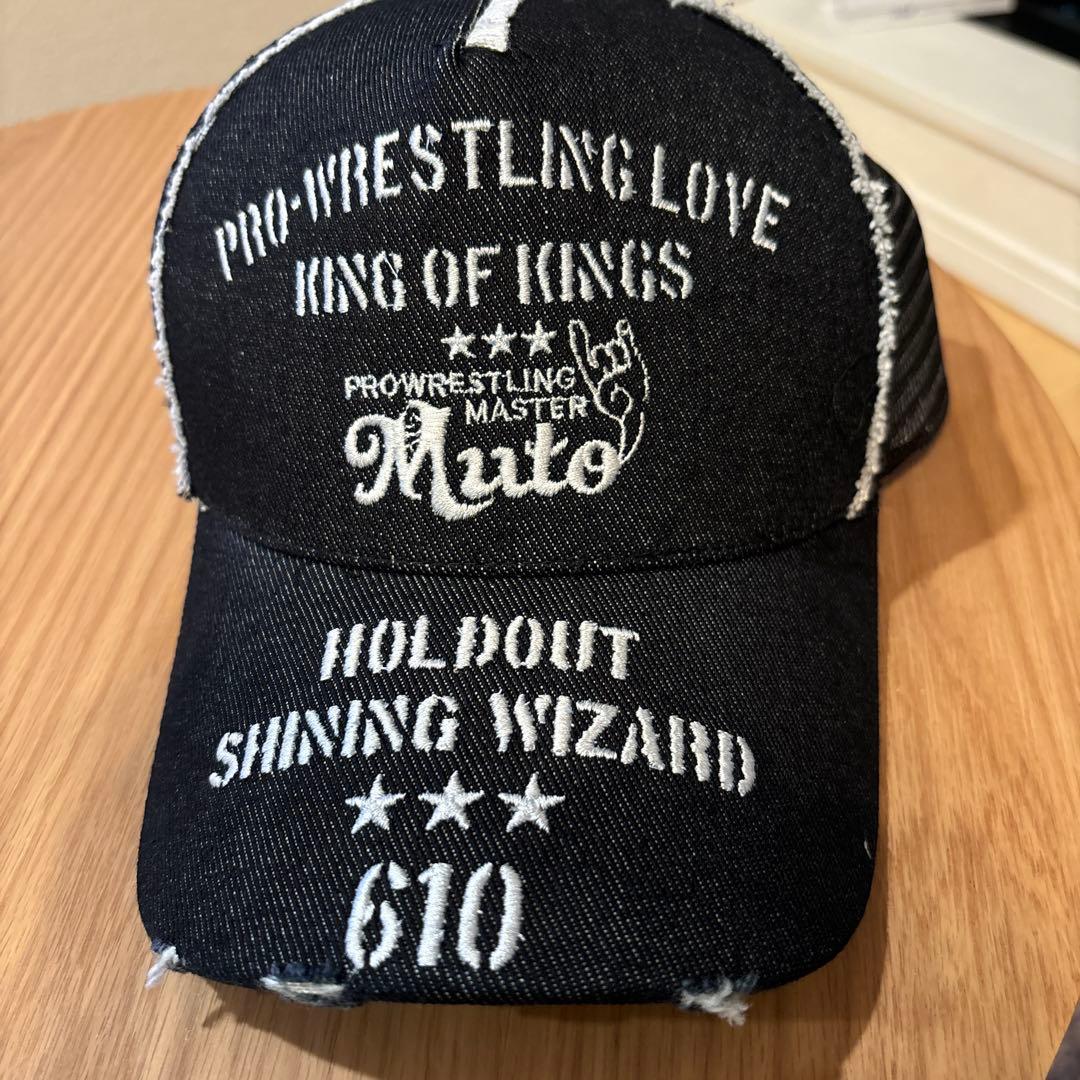 PRO-WRESTLING LOVE
KING OF KINGS
PROWRESTLING
MASTER
Muto
HOLDOUT
SHINING WIZARD
610